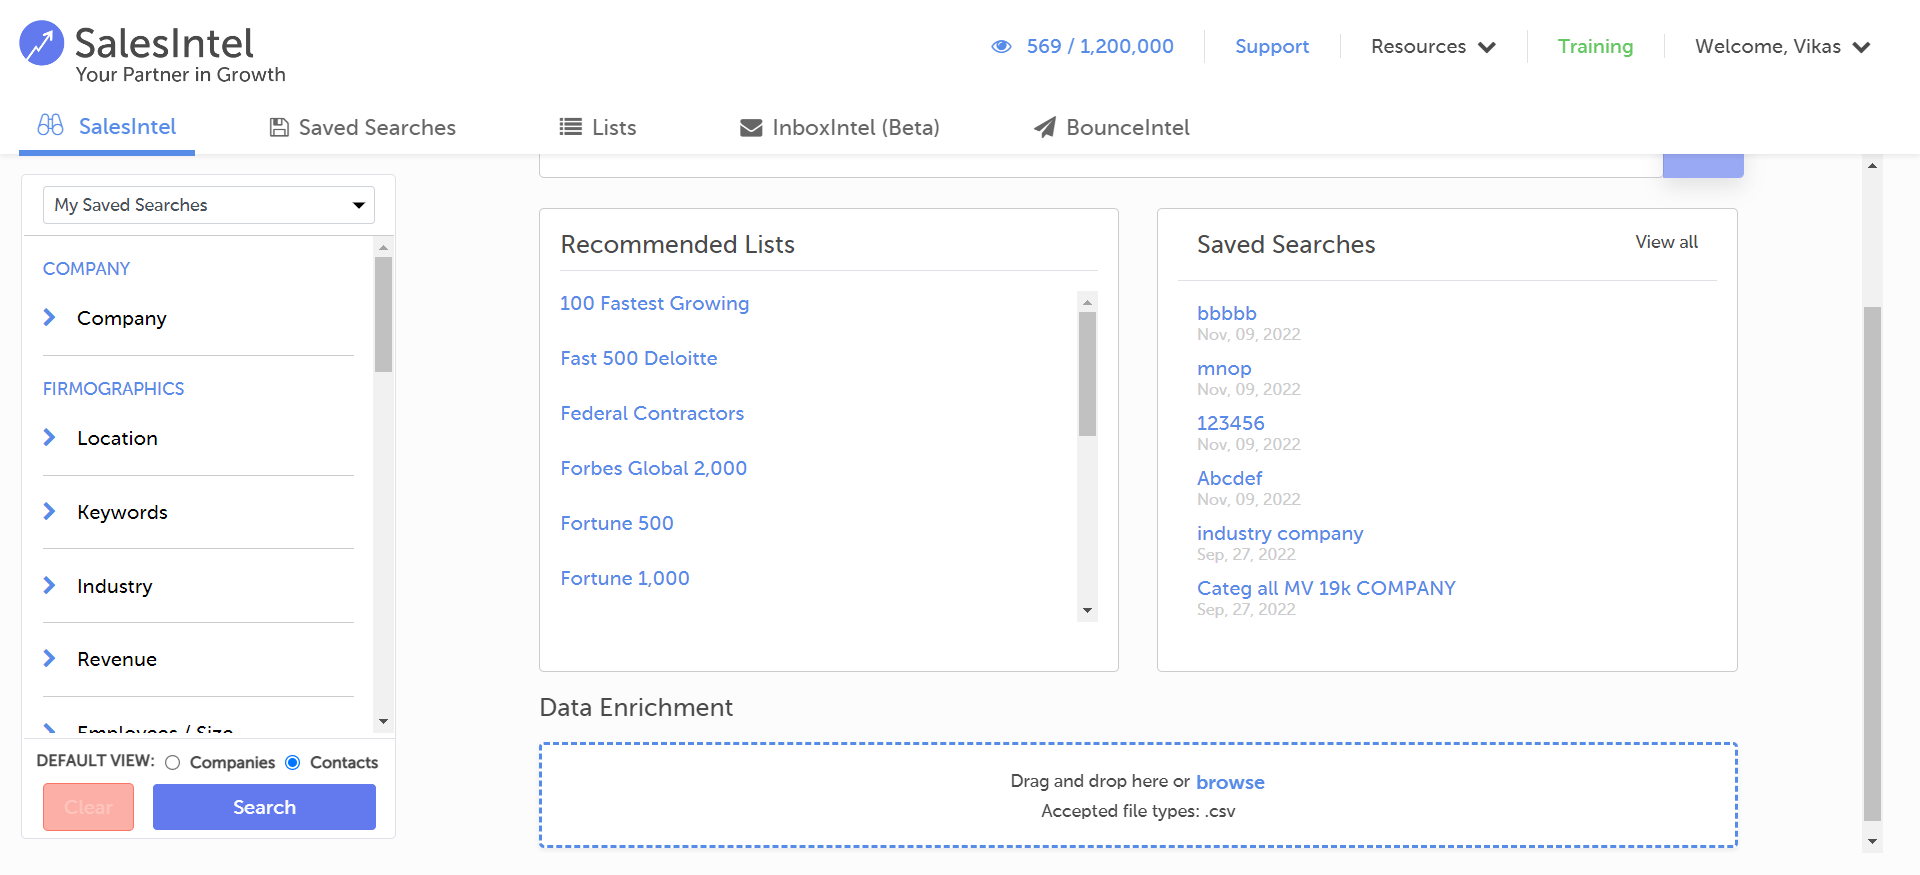 SalesIntel
Your Partner in Growth
569 / 1,200,000
Support
Resources
Training
Welcome, Vikas
SalesIntel
Saved Searches
Lists
InboxIntel (Beta)
BounceIntel
My Saved Searches
COMPANY
Company
FIRMOGRAPHICS
Location
Keywords
Industry
Revenue
Employees / Size
DEFAULT VIEW:
Companies
Contacts
Clear
Search
Recommended Lists
100 Fastest Growing
Fast 500 Deloitte
Federal Contractors
Forbes Global 2,000
Fortune 500
Fortune 1,000
Saved Searches
View all
bbbbb
Nov, 09, 2022
mnop
Nov, 09, 2022
123456
Nov, 09, 2022
Abcdef
Nov, 09, 2022
industry company
Sep, 27, 2022
Categ all MV 19k COMPANY
Sep, 27, 2022
Data Enrichment
Drag and drop here or browse
Accepted file types: .csv